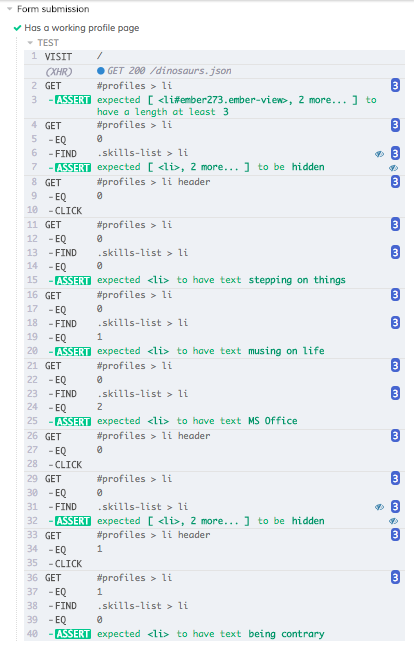 Form submission
Has a working profile page
TEST
1 VISIT /
(XHR) GET 200 /dinosaurs.json
2 GET #profiles > li 3
3 -ASSERT expected [ <li#ember273.ember-view>, 2 more... ] to
have a length at least 3
4 GET #profiles > li 3
5 -EQ 0
6 -FIND .skills-list > li 3
7 -ASSERT expected [ <li>, 2 more... ] to be hidden
8 GET #profiles > li header 3
9 -EQ 0
10 -CLICK
11 GET #profiles > li 3
12 -EQ 0
13 -FIND .skills-list > li 3
14 -EQ 0
15 -ASSERT expected <li> to have text stepping on things
16 GET #profiles > li 3
17 -EQ 0
18 -FIND .skills-list > li 3
19 -EQ 1
20 -ASSERT expected <li> to have text musing on life
21 GET #profiles > li 3
22 -EQ 0
23 -FIND .skills-list > li 3
24 -EQ 2
25 -ASSERT expected <li> to have text MS Office
26 GET #profiles > li header 3
27 -EQ 0
28 -CLICK
29 GET #profiles > li 3
30 -EQ 0
31 -FIND .skills-list > li 3
32 -ASSERT expected [ <li>, 2 more... ] to be hidden
33 GET #profiles > li header 3
34 -EQ 1
35 -CLICK
36 GET #profiles > li 3
37 -EQ 1
38 -FIND .skills-list > li 3
39 -EQ 0
40 -ASSERT expected <li> to have text being contrary